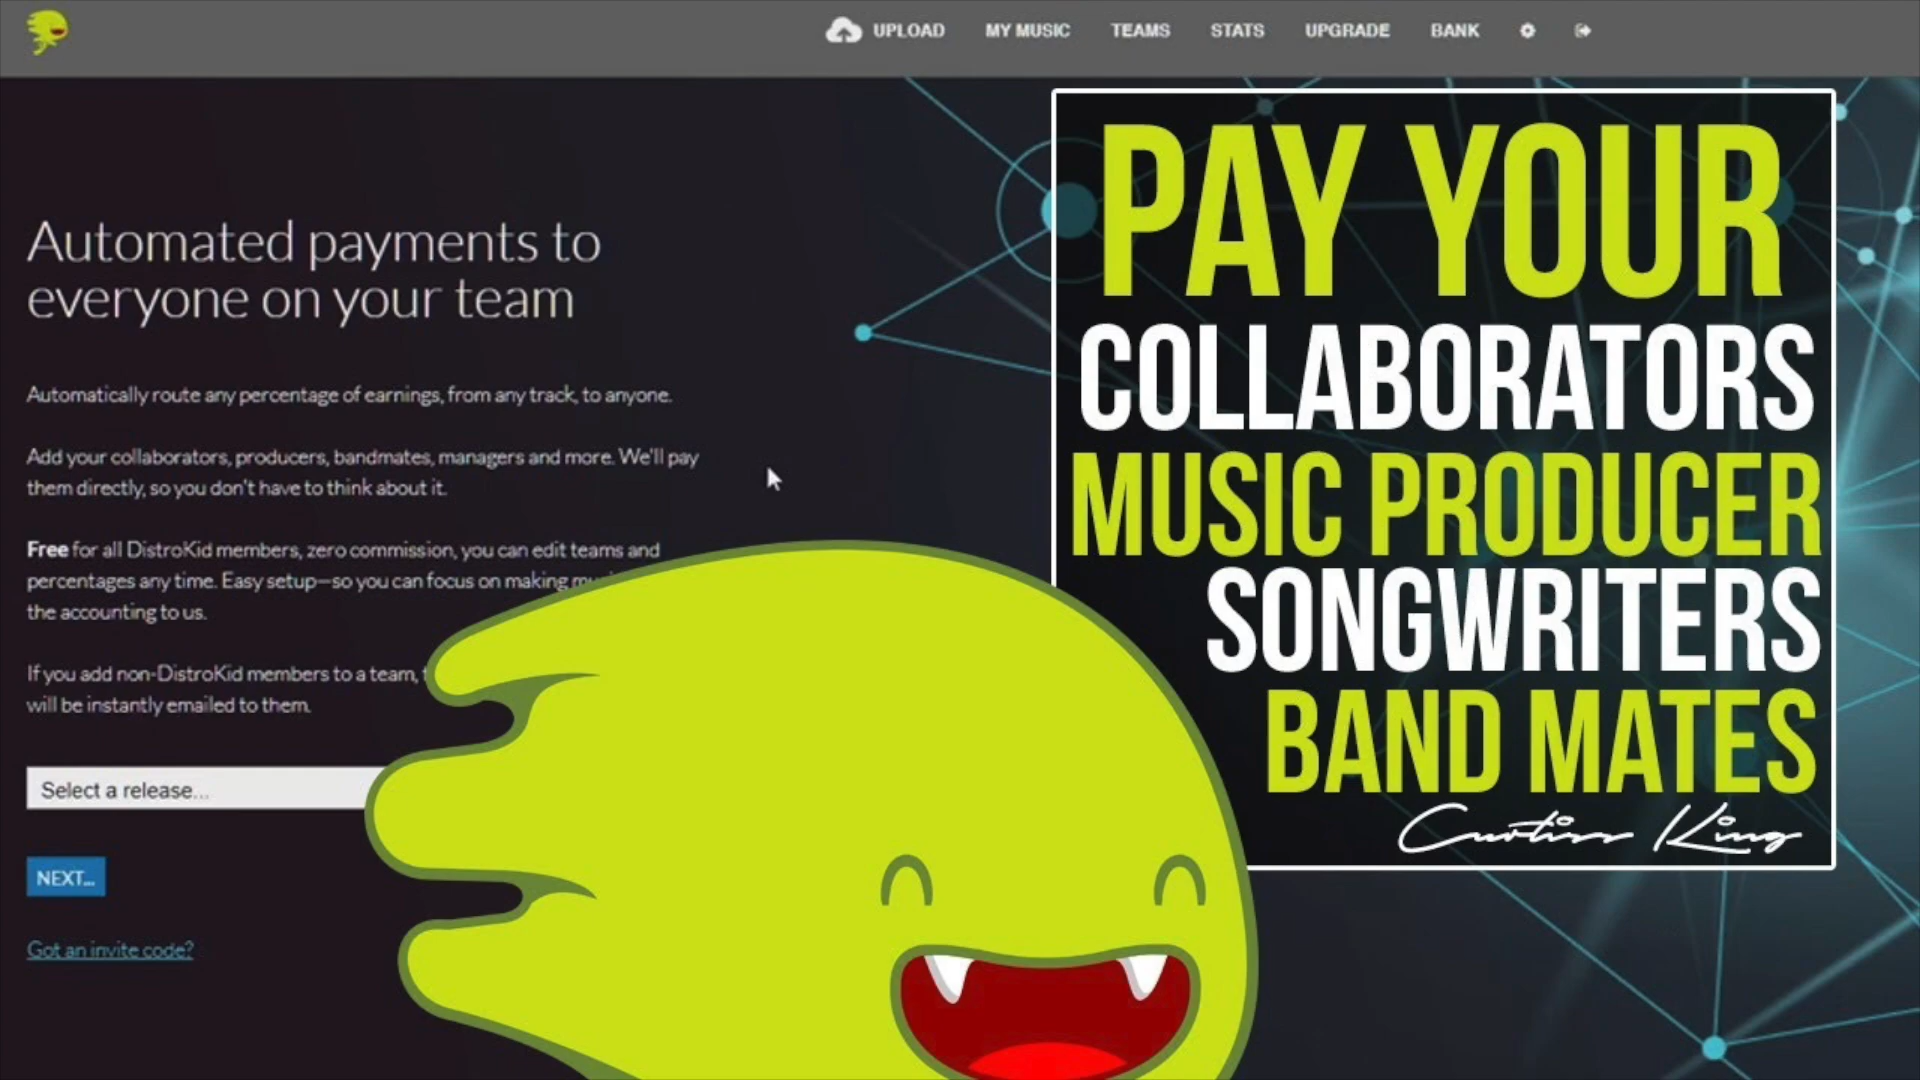 UPLOAD MY MUSIC TEAMS STATS UPGRADE BANK
Automated payments to
everyone on your team
Automatically route any percentage of earnings, from any track, to anyone.
Add your collaborators, producers, bandmates, managers and more. We'll pay
them directly, so you don't have to think about it.
Free for all DistroKid members, zero commission, you can edit teams and
percentages any time. Easy setup—so you can focus on making
the accounting to us.
If you add non-DistroKid members to a team,
will be instantly emailed to them.
Select a release...
NEXT...
Got an invite code?
PAY YOUR
COLLABORATORS
MUSIC PRODUCER
SONGWRITERS
BAND MATES
Curtiss King